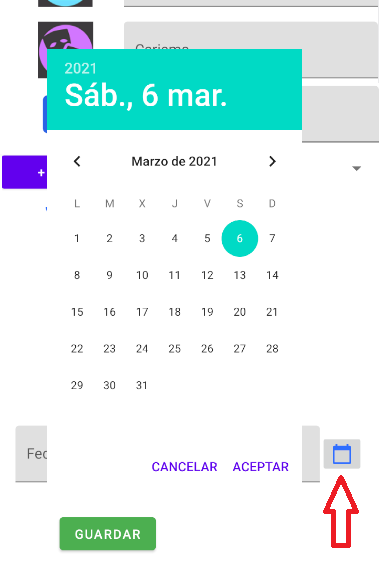 Carisma
2021
Sáb., 6 mar.
Marzo de 2021
L M X J V S D
1 2 3 4 5 6 7
8 9 10 11 12 13 14
15 16 17 18 19 20 21
22 23 24 25 26 27 28
29 30 31
+
Fec
CANCELAR ACEPTAR
GUARDAR